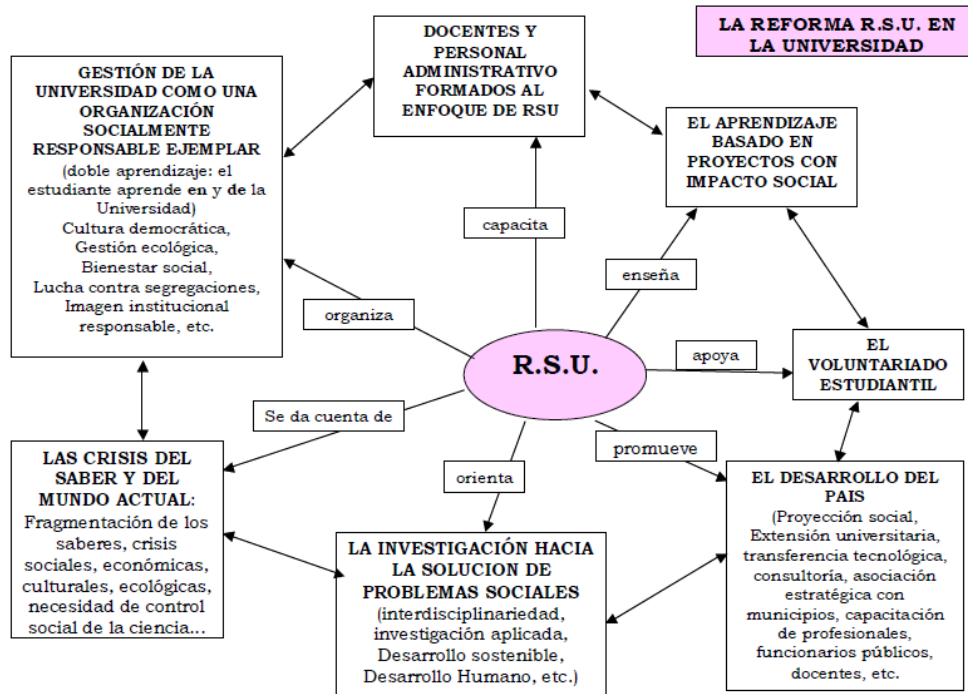 LA REFORMA R.S.U. EN
LA UNIVERSIDAD
DOCENTES Y
PERSONAL
ADMINISTRATIVO
FORMADOS AL
ENFOQUE DE RSU
GESTIÓN DE LA
UNIVERSIDAD COMO UNA
ORGANIZACIÓN
SOCIALMENTE
RESPONSABLE EJEMPLAR
(doble aprendizaje: el
estudiante aprende en y de la
Universidad)
Cultura democrática,
Gestión ecológica,
Bienestar social,
Lucha contra segregaciones,
Imagen institucional
responsable, etc.
EL APRENDIZAJE
BASADO EN
PROYECTOS CON
IMPACTO SOCIAL
capacita
enseña
organiza
R.S.U.
apoya
EL
VOLUNTARIADO
ESTUDIANTIL
Se da cuenta de
promueve
orienta
LAS CRISIS DEL
SABER Y DEL
MUNDO ACTUAL:
Fragmentación de los
saberes, crisis
sociales, económicas,
culturales, ecológicas,
necesidad de control
social de la ciencia...
LA INVESTIGACIÓN HACIA
LA SOLUCION DE
PROBLEMAS SOCIALES
(interdisciplinariedad,
investigación aplicada,
Desarrollo sostenible,
Desarrollo Humano, etc.)
EL DESARROLLO DEL
PAIS
(Proyección social,
Extensión universitaria,
transferencia tecnológica,
consultoría, asociación
estratégica con
municipios, capacitación
de profesionales,
funcionarios públicos,
docentes, etc.